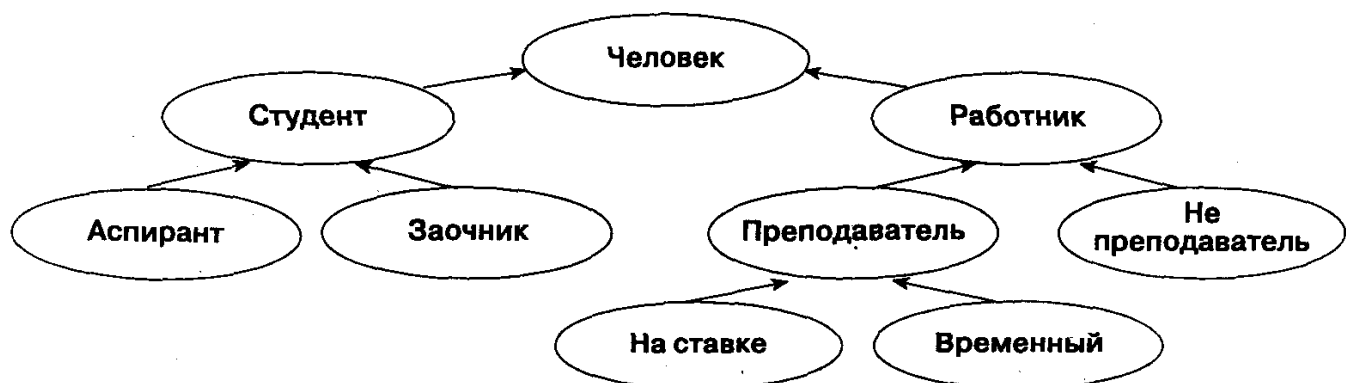 Человек
Студент
Работник
Аспирант
Заочник
Преподаватель
Не
преподаватель
На ставке
Временный